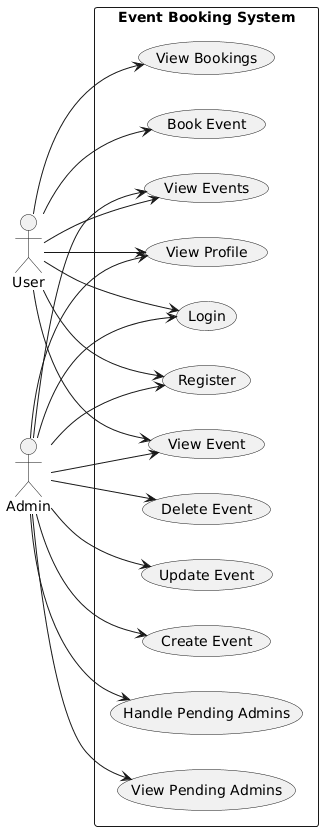 Event Booking System
View Bookings
Book Event
View Events
View Profile
User
Login
Register
View Event
Admin
Delete Event
Update Event
Create Event
Handle Pending Admins
View Pending Admins